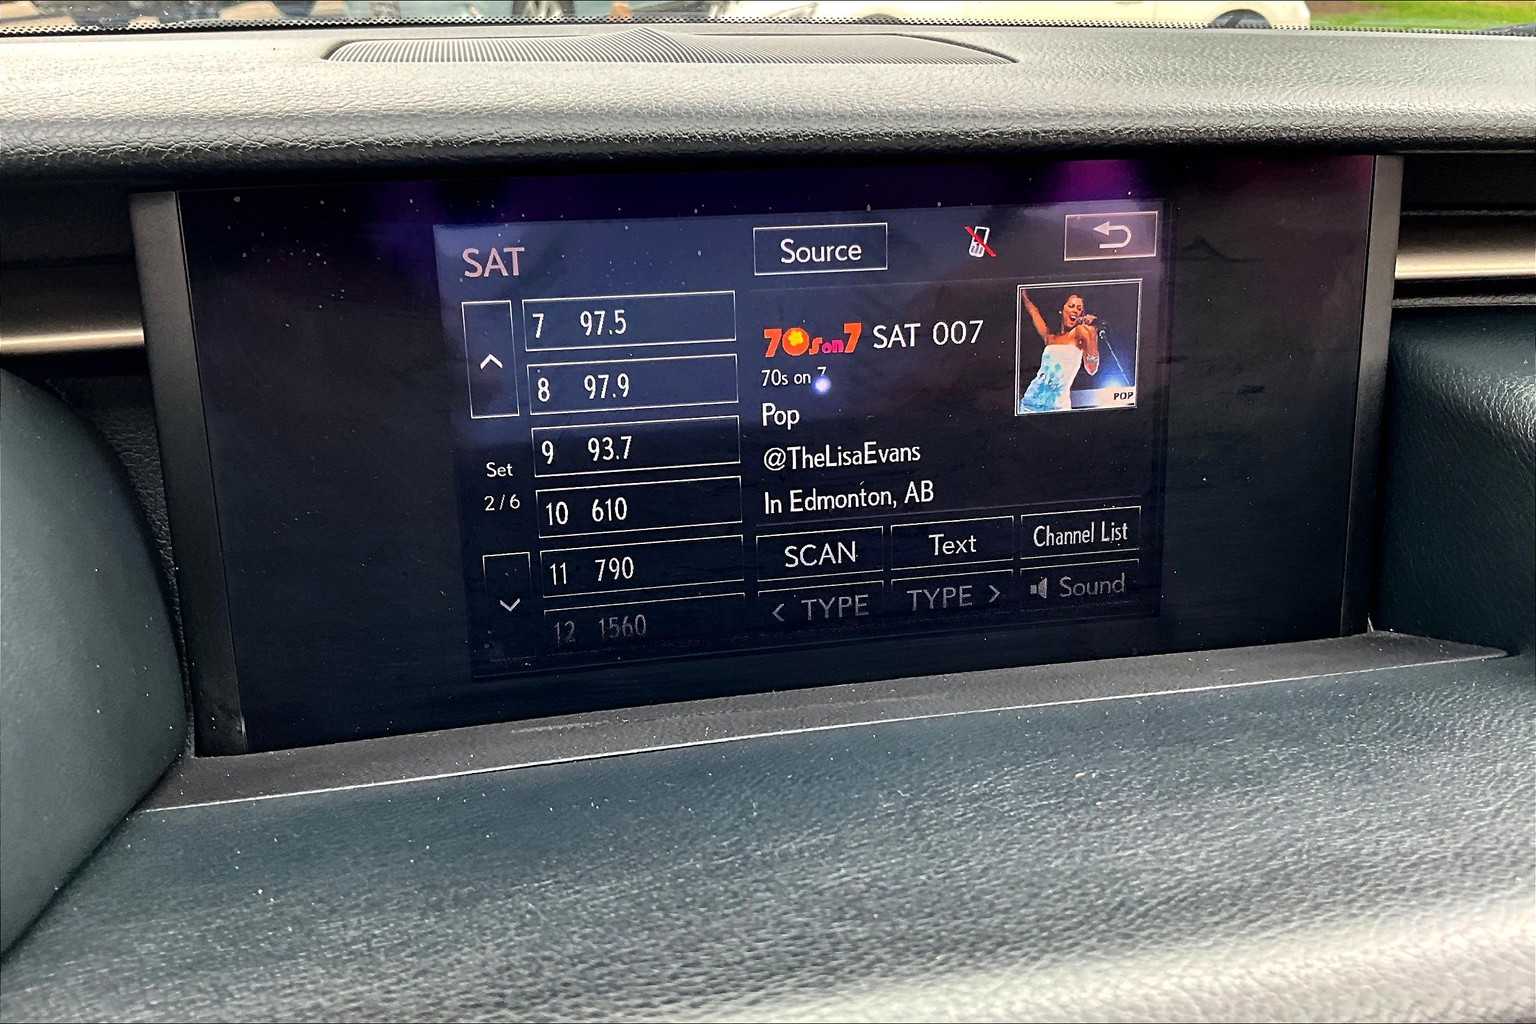 SAT
Source
7 97.5
8 97.9
9 93.7
10 610
11 790
12 1560
Set
2/6
70s on 7 SAT 007
70s on 7
Pop
@TheLisaEvans
In Edmonton, AB
POP
SCAN
Text
Channel List
< TYPE
TYPE >
Sound